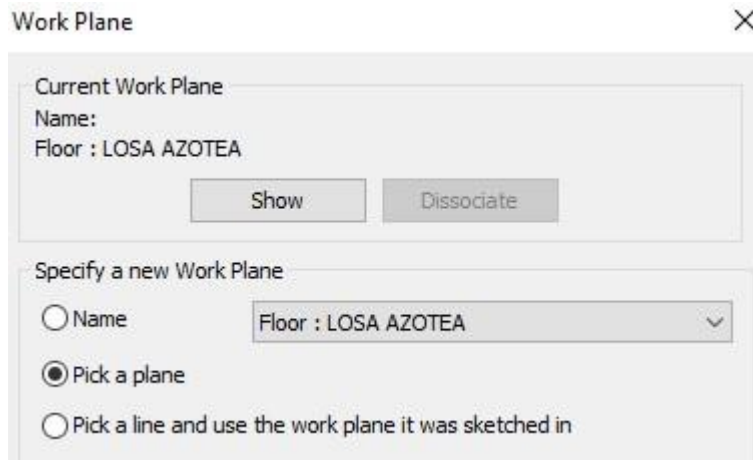 Work Plane
Current Work Plane
Name:
Floor : LOSA AZOTEA
Show
Dissociate
Specify a new Work Plane
Name
Floor : LOSA AZOTEA
Pick a plane
Pick a line and use the work plane it was sketched in